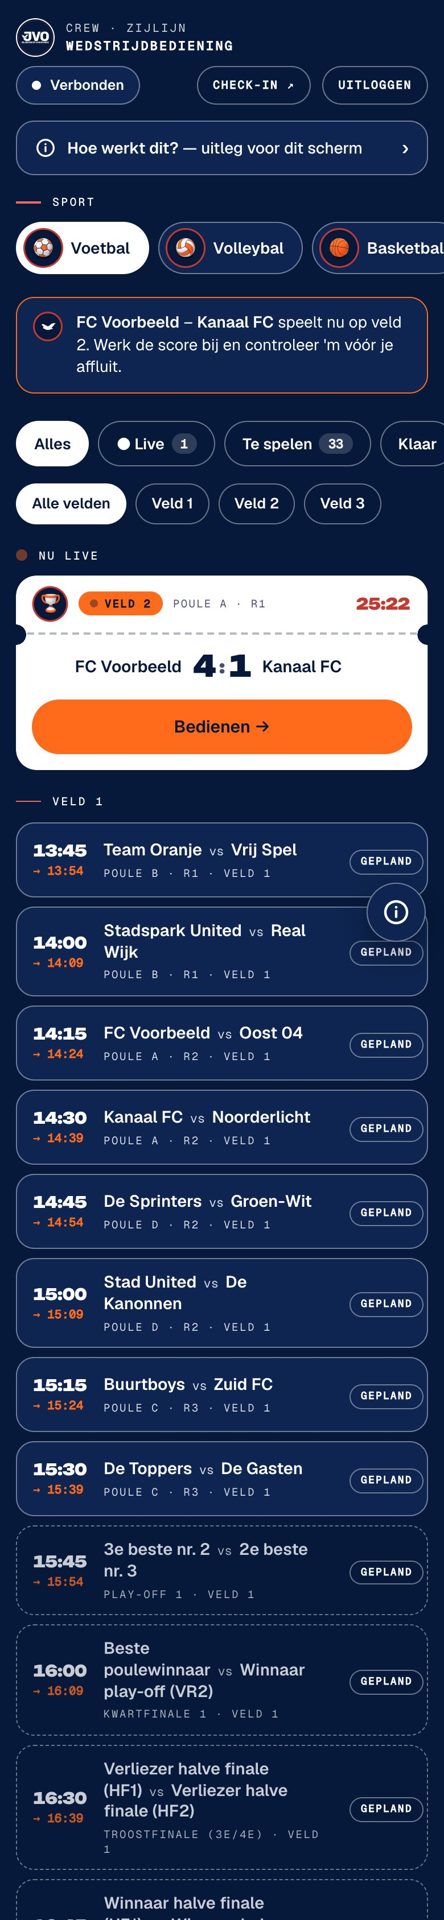 JVO
CREW · ZIJLIJN
WEDSTRIJDBEDIENING
Verbonden
CHECK-IN ↗
UITLOGGEN
Hoe werkt dit? — uitleg voor dit scherm ›
SPORT
Voetbal
Volleybal
Basketbal
FC Voorbeeld – Kanaal FC speelt nu op veld
2. Werk de score bij en controleer 'm vóór je
affluit.
Alles
Live 1
Te spelen 33
Klaar
Alle velden
Veld 1
Veld 2
Veld 3
NU LIVE
VELD 2
POULE A · R1
25:22
FC Voorbeeld 4:1 Kanaal FC
Bedienen →
VELD 1
13:45 Team Oranje vs Vrij Spel
→ 13:54 POULE B · R1 · VELD 1
GEPLAND
14:00 Stadspark United vs Real
Wijk
→ 14:09 POULE B · R1 · VELD 1
GEPLAND
14:15 FC Voorbeeld vs Oost 04
→ 14:24 POULE A · R2 · VELD 1
GEPLAND
14:30 Kanaal FC vs Noorderlicht
→ 14:39 POULE A · R2 · VELD 1
GEPLAND
14:45 De Sprinters vs Groen-Wit
→ 14:54 POULE D · R2 · VELD 1
GEPLAND
15:00 Stad United vs De
Kanonnen
→ 15:09 POULE D · R2 · VELD 1
GEPLAND
15:15 Buurtboys vs Zuid FC
→ 15:24 POULE C · R3 · VELD 1
GEPLAND
15:30 De Toppers vs De Gasten
→ 15:39 POULE C · R3 · VELD 1
GEPLAND
15:45 3e beste nr. 2 vs 2e beste
nr. 3
→ 15:54 PLAY-OFF 1 · VELD 1
GEPLAND
16:00 Beste
poulewinnaar vs Winnaar
play-off (VR2)
→ 16:09 KWARTFINALE 1 · VELD 1
GEPLAND
16:30 Verliezer halve finale
(HF1) vs Verliezer halve
finale (HF2)
→ 16:39 TROOSTFINALE (3E/4E) · VELD
1
GEPLAND
Winnaar halve finale